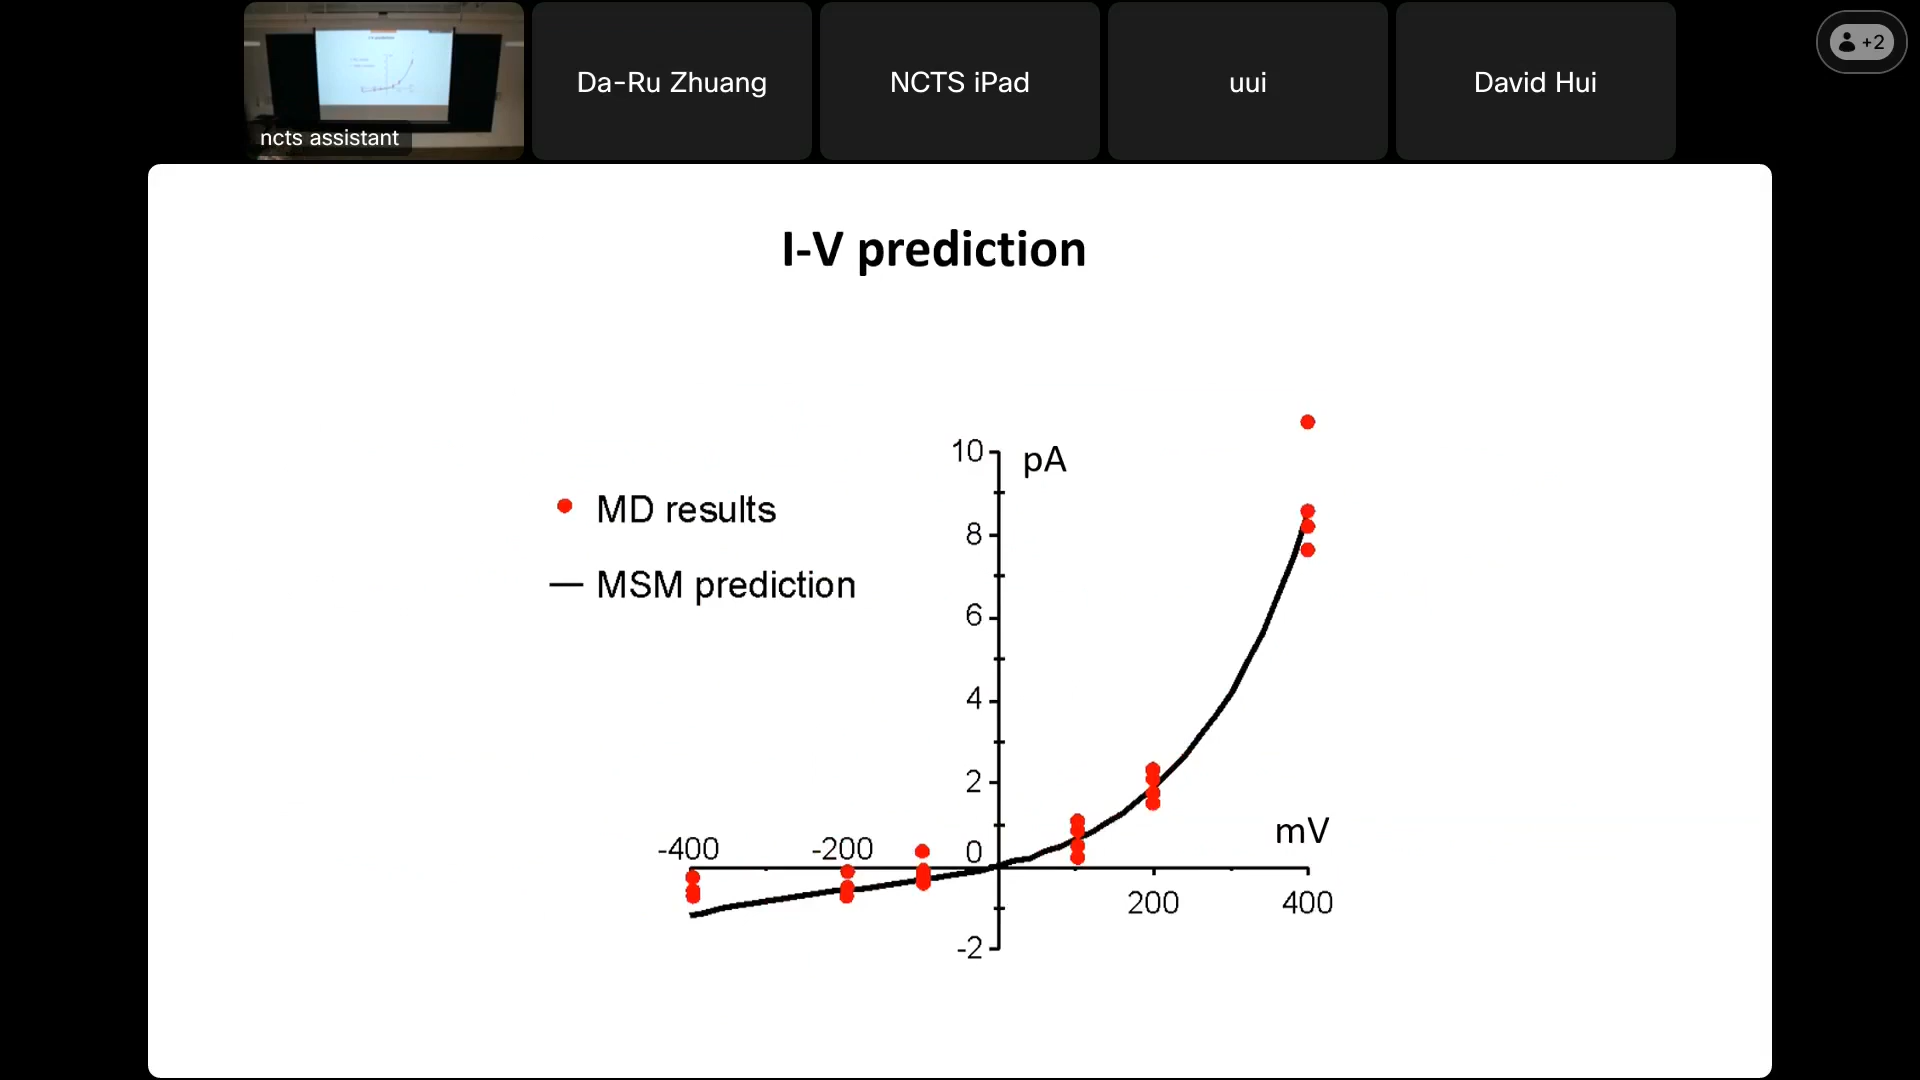 ncts assistant
Da-Ru Zhuang
NCTS iPad
uui
David Hui
+2
I-V prediction
MD results
MSM prediction
10
pA
8
6
4
2
0
-2
-400
-200
mV
200
400